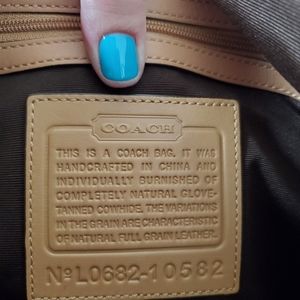 COACH
THIS IS A COACH BAG. IT WAS
HANDCRAFTED IN CHINA AND
INDIVIDUALLY BURNISHED OF
COMPLETELY NATURAL GLOVE-
TANNED COWHIDE. THE VARIATIONS
IN THE GRAIN ARE CHARACTERISTIC
OF NATURAL FULL GRAIN LEATHER.
Nº L0682-10582